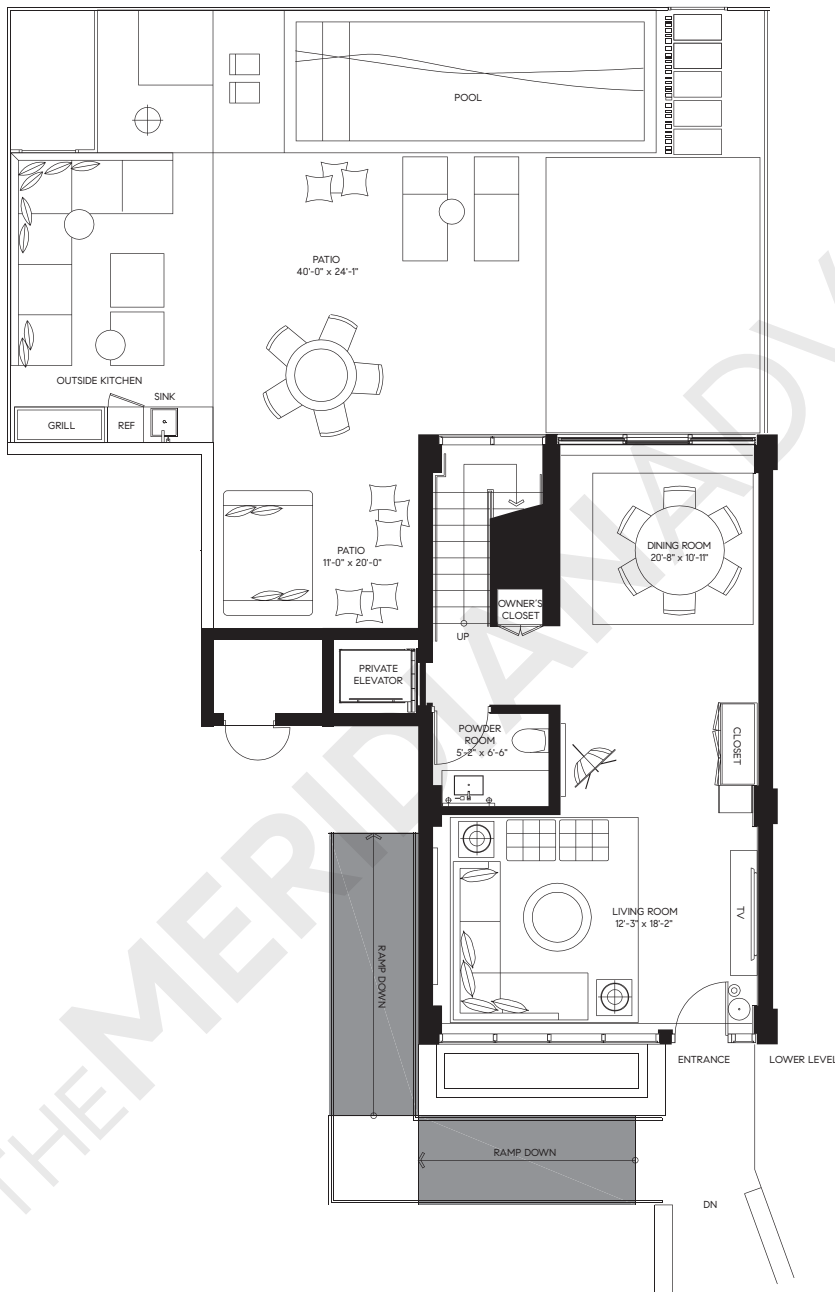 POOL
PATIO
40'-0" x 24'-1"
OUTSIDE KITCHEN
SINK
GRILL
REF
PATIO
11'-0" x 20'-0"
DINING ROOM
20'-8" x 10'-11"
OWNER'S
CLOSET
UP
PRIVATE
ELEVATOR
POWDER
ROOM
5'-2" x 6'-6"
CLOSET
LIVING ROOM
12'-3" x 18'-2"
TV
RAMP DOWN
ENTRANCE
LOWER LEVEL
RAMP DOWN
DN
THEMERIDIANADV